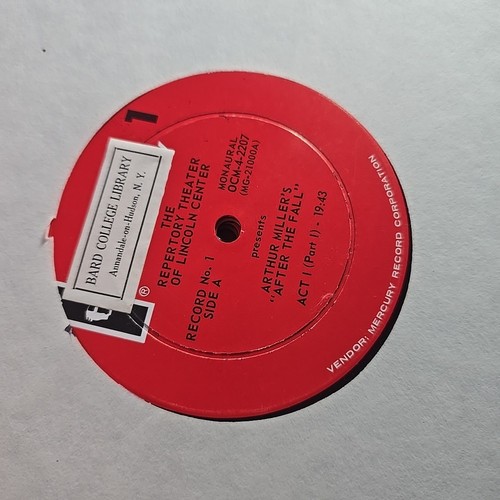 1
BARD COLLEGE LIBRARY
Annandale-on-Hudson, N. Y.
®
THE
REPERTORY THEATER
OF LINCOLN CENTER
RECORD No. 1
SIDE A
MONAURAL
OCM-4-2207
(MG-21000A)
presents
ARTHUR MILLER'S
"AFTER THE FALL"
ACT I (Part 1) - 19:43
VENDOR: MERCURY RECORD CORPORATION